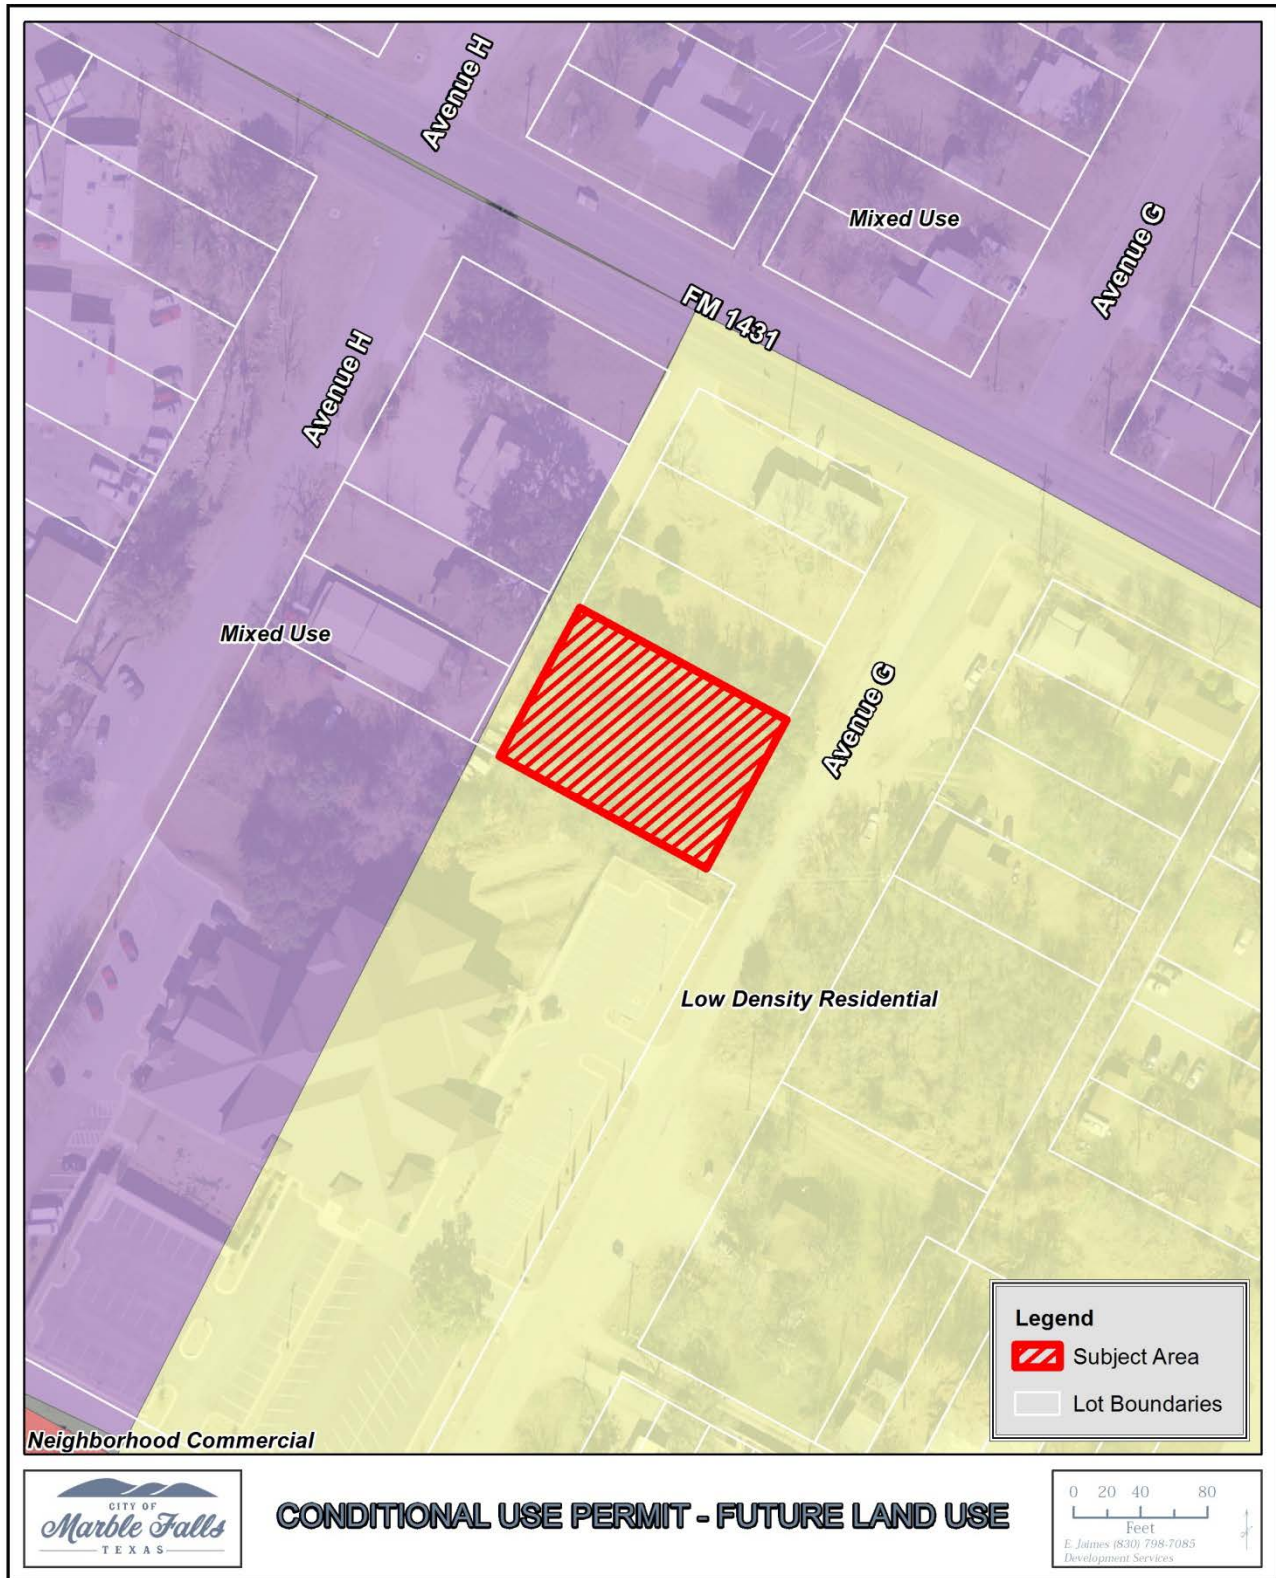 Avenue H
Avenue G
Mixed Use
FM 1431
Avenue H
Mixed Use
Avenue G
Low Density Residential
Neighborhood Commercial
Legend
Subject Area
Lot Boundaries
CITY OF
Marble Falls
TEXAS
CONDITIONAL USE PERMIT - FUTURE LAND USE
0 20 40 80
Feet
E. Jaimes (830) 798-7085
Development Services